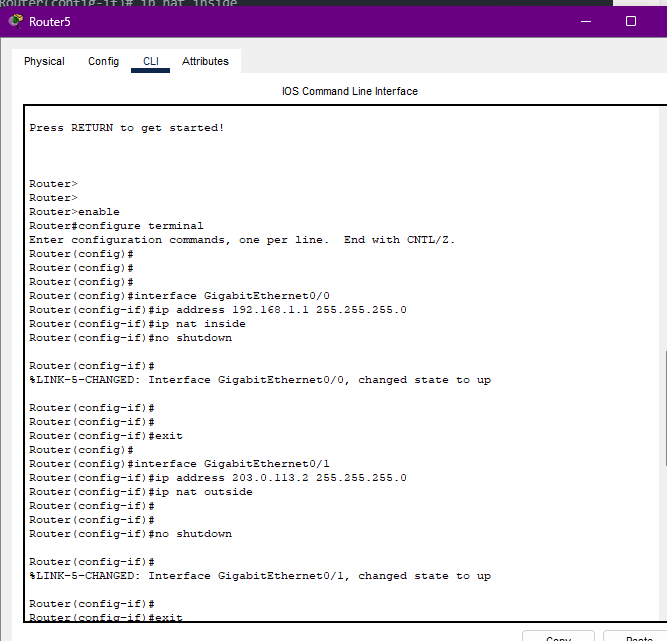 Router(config-if)# ip nat inside
Router5
Physical Config CLI Attributes
IOS Command Line Interface
Press RETURN to get started!
Router>
Router>
Router>enable
Router#configure terminal
Enter configuration commands, one per line.  End with CNTL/Z.
Router(config)#
Router(config)#
Router(config)#
Router(config)#interface GigabitEthernet0/0
Router(config-if)#ip address 192.168.1.1 255.255.255.0
Router(config-if)#ip nat inside
Router(config-if)#no shutdown
Router(config-if)#
%LINK-5-CHANGED: Interface GigabitEthernet0/0, changed state to up
Router(config-if)#
Router(config-if)#
Router(config-if)#exit
Router(config)#
Router(config)#interface GigabitEthernet0/1
Router(config-if)#ip address 203.0.113.2 255.255.255.0
Router(config-if)#ip nat outside
Router(config-if)#
Router(config-if)#
Router(config-if)#no shutdown
Router(config-if)#
%LINK-5-CHANGED: Interface GigabitEthernet0/1, changed state to up
Router(config-if)#
Router(config-if)#exit
Copy Paste